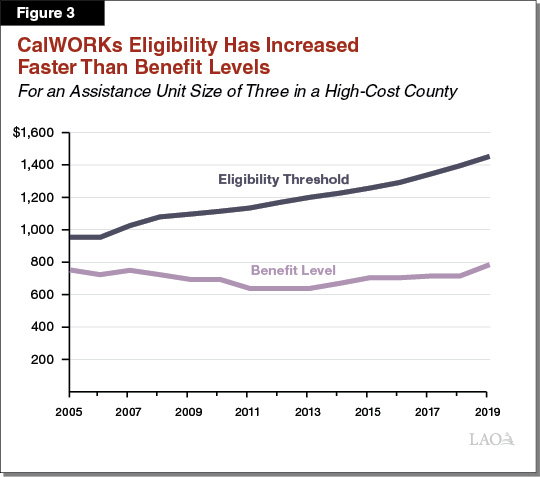 Figure 3
CalWORKs Eligibility Has Increased
Faster Than Benefit Levels
For an Assistance Unit Size of Three in a High-Cost County
$1,600
1,400
1,200
1,000
800
600
400
200
Eligibility Threshold
Benefit Level
2005 2007 2009 2011 2013 2015 2017 2019
LAO